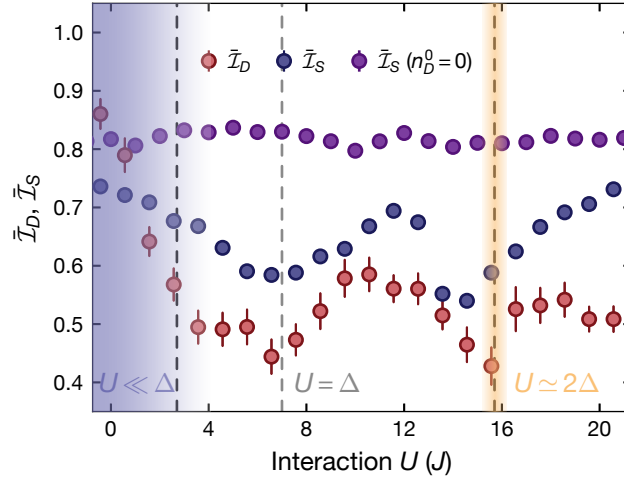 1.0
0.9
0.8
0.7
0.6
0.5
0.4
Ī_D, Ī_S
Ī_D Ī_S Ī_S (n_D^0=0)
U ≪ Δ U = Δ U ≃ 2Δ
0 4 8 12 16 20
Interaction U (J)